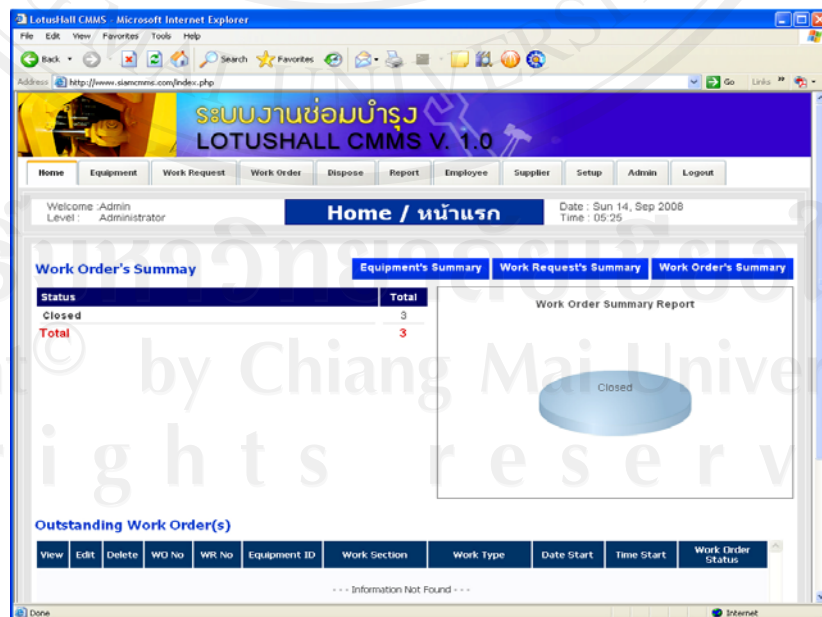 LotusHall CMMS - Microsoft Internet Explorer
File Edit View Favorites Tools Help
Back Search Favorites
Address http://www.siamcmms.com/index.php Go Links
ระบบงานซ่อมบำรุง
LOTUSHALL CMMS V. 1.0
Home Equipment Work Request Work Order Dispose Report Employee Supplier Setup Admin Logout
Welcome :Admin
Level : Administrator
Home / หน้าแรก
Date : Sun 14, Sep 2008
Time : 05:25
Work Order's Summay
Equipment's Summary Work Request's Summary Work Order's Summary
Status Total
Closed 3
Total 3
Work Order Summary Report
Closed
Outstanding Work Order(s)
View Edit Delete WO No WR No Equipment ID Work Section Work Type Date Start Time Start Work Order Status
- - - Information Not Found - - -
Done Internet
© by Chiang Mai Univer
rights reserv